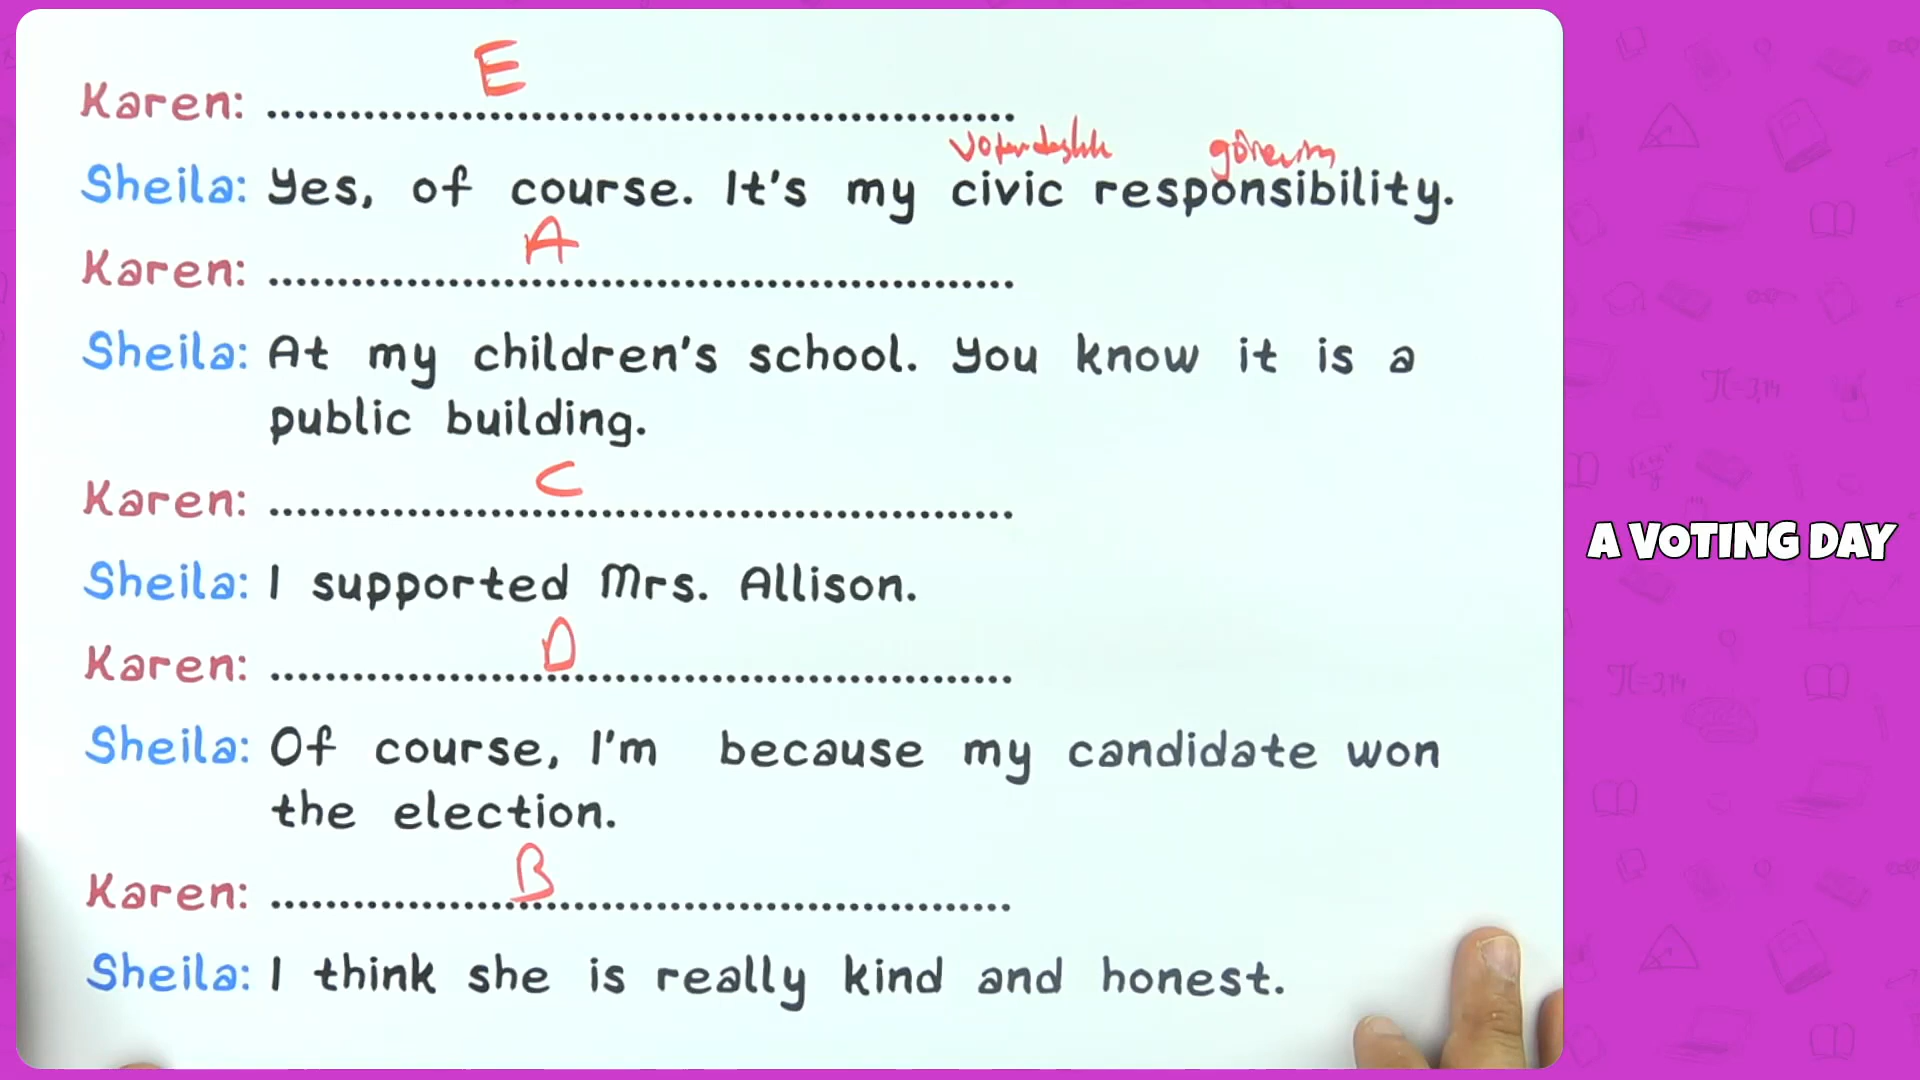 E
Karen: ............................................................
vatandaşlık görevim
Sheila: Yes, of course. It's my civic responsibility.
A
Karen: ............................................................
Sheila: At my children's school. You know it is a
public building.
C
Karen: ............................................................
Sheila: I supported Mrs. Allison.
D
Karen: ............................................................
Sheila: Of course, I'm because my candidate won
the election.
B
Karen: ............................................................
Sheila: I think she is really kind and honest.
A VOTING DAY